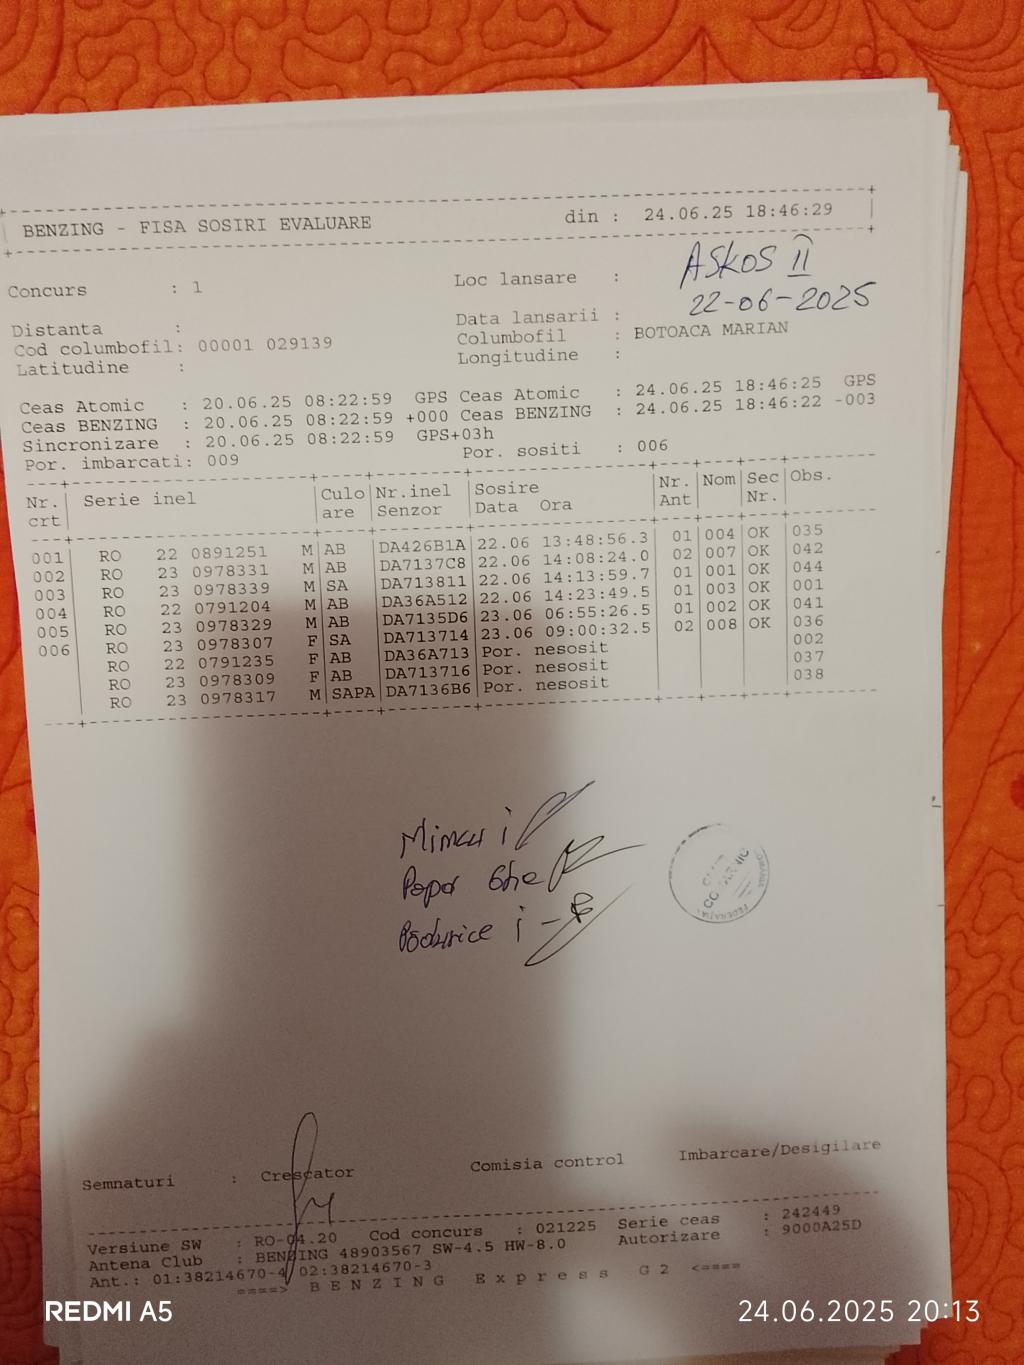 BENZING - FISA SOSIRI EVALUARE din : 24.06.25 18:46:29
Concurs : 1 Loc lansare : ASKOS II
Distanta : Data lansarii : 22-06-2025
Cod columbofil: 00001 029139 Columbofil : BOTOACA MARIAN
Latitudine : Longitudine :
Ceas Atomic : 20.06.25 08:22:59 GPS Ceas Atomic : 24.06.25 18:46:25 GPS
Ceas BENZING : 20.06.25 08:22:59 +000 Ceas BENZING : 24.06.25 18:46:22 -003
Sincronizare : 20.06.25 08:22:59 GPS+03h
Por. imbarcati: 009 Por. sositi : 006
Nr. Serie inel Culo Nr.inel Sosire Nr. Nom Sec Obs.
crt are Senzor Data Ora Ant Nr.
001 RO 22 0891251 M AB DA426B1A 22.06 13:48:56.3 01 004 OK 035
002 RO 23 0978331 M AB DA7137C8 22.06 14:08:24.0 02 007 OK 042
003 RO 23 0978339 M SA DA713811 22.06 14:13:59.7 01 001 OK 044
004 RO 22 0791204 M AB DA36A512 22.06 14:23:49.5 01 003 OK 001
005 RO 23 0978329 M AB DA7135D6 23.06 06:55:26.5 01 002 OK 041
006 RO 23 0978307 F SA DA713714 23.06 09:00:32.5 02 008 OK 036
RO 22 0791235 F AB DA36A713 Por. nesosit 002
RO 23 0978309 F AB DA713716 Por. nesosit 037
RO 23 0978317 M SAPA DA7136B6 Por. nesosit 038
Mimcu i
Popa Ghe
i
Semnaturi : Crescator Comisia control Imbarcare/Desigilare
Versiune SW : RO-04.20 Cod concurs : 021225 Serie ceas : 242449
Antena Club : BENZING 48903567 SW-4.5 HW-8.0 Autorizare : 9000A25D
Ant.: 01:38214670-4 02:38214670-3
====> BENZING Express G2 <====
REDMI A5 24.06.2025 20:13